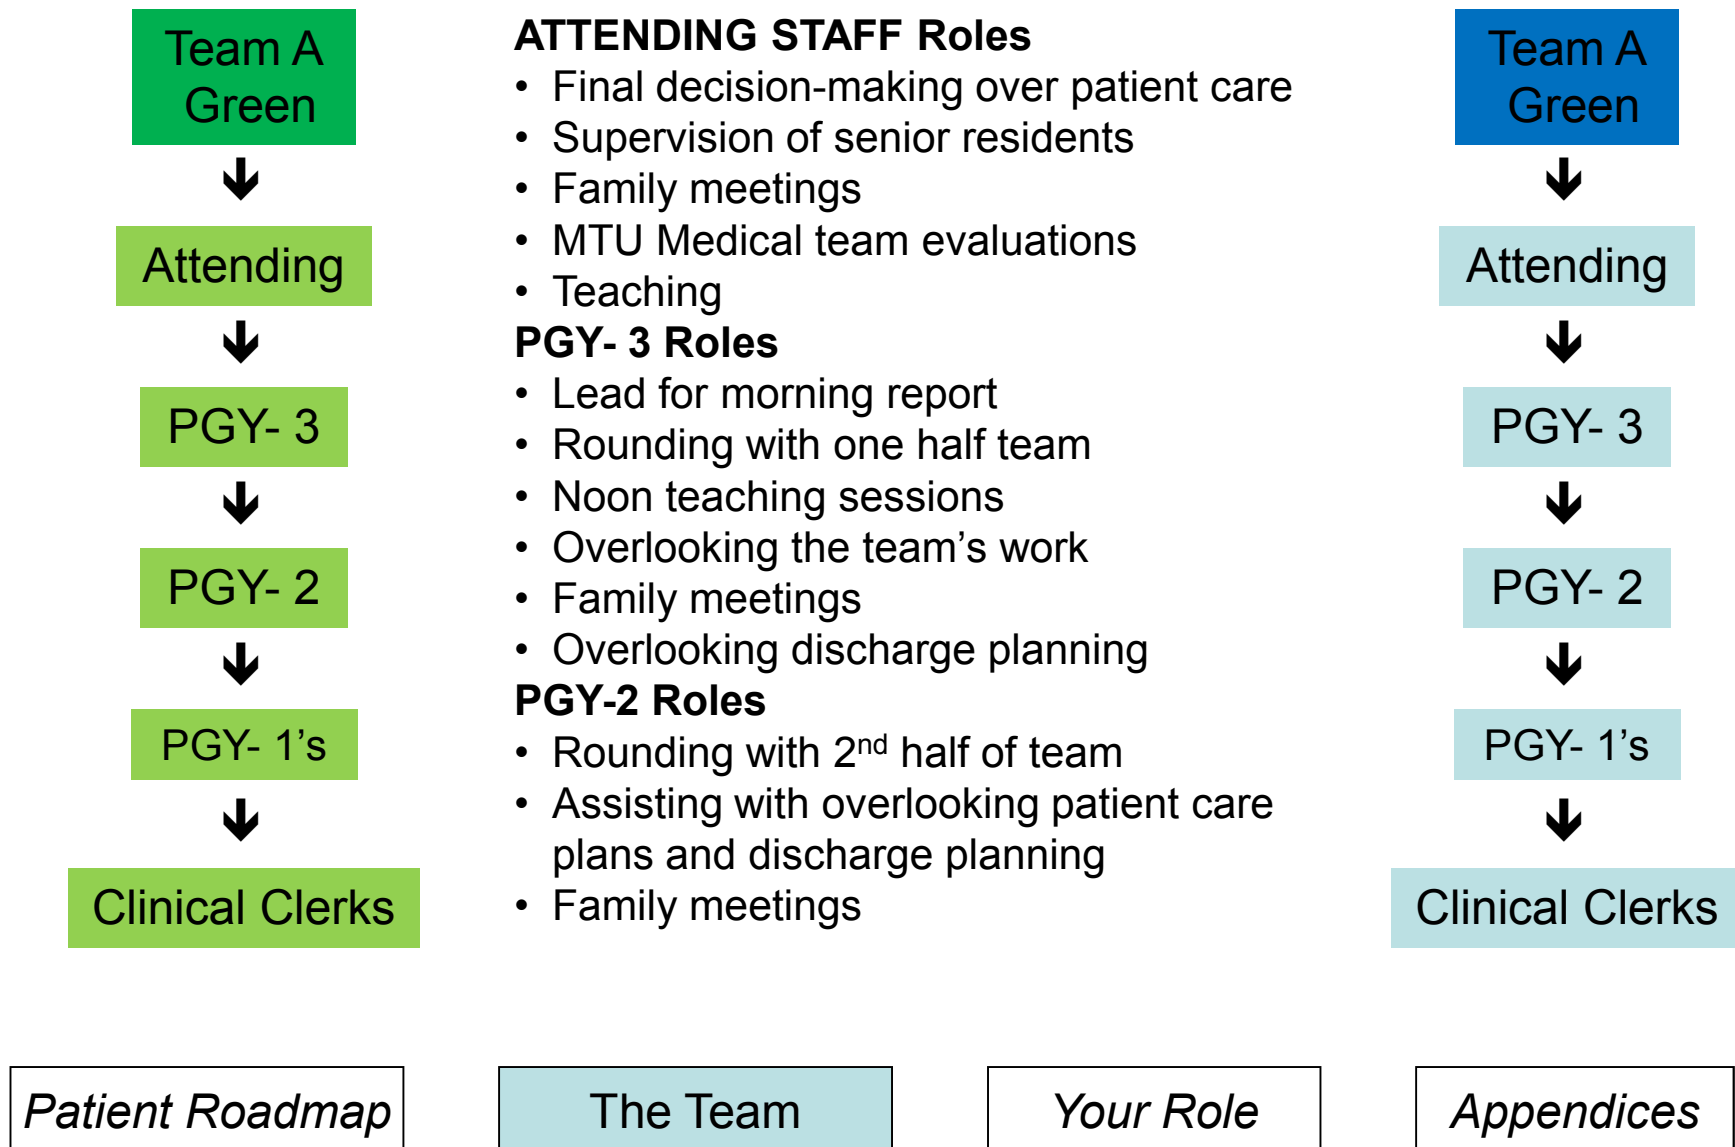 Team A
Green
Attending
PGY- 3
PGY- 2
PGY- 1’s
Clinical Clerks
ATTENDING STAFF Roles
• Final decision-making over patient care
• Supervision of senior residents
• Family meetings
• MTU Medical team evaluations
• Teaching
PGY- 3 Roles
• Lead for morning report
• Rounding with one half team
• Noon teaching sessions
• Overlooking the team’s work
• Family meetings
• Overlooking discharge planning
PGY-2 Roles
• Rounding with 2nd half of team
• Assisting with overlooking patient care
plans and discharge planning
• Family meetings
Team A
Green
Attending
PGY- 3
PGY- 2
PGY- 1’s
Clinical Clerks
Patient Roadmap
The Team
Your Role
Appendices